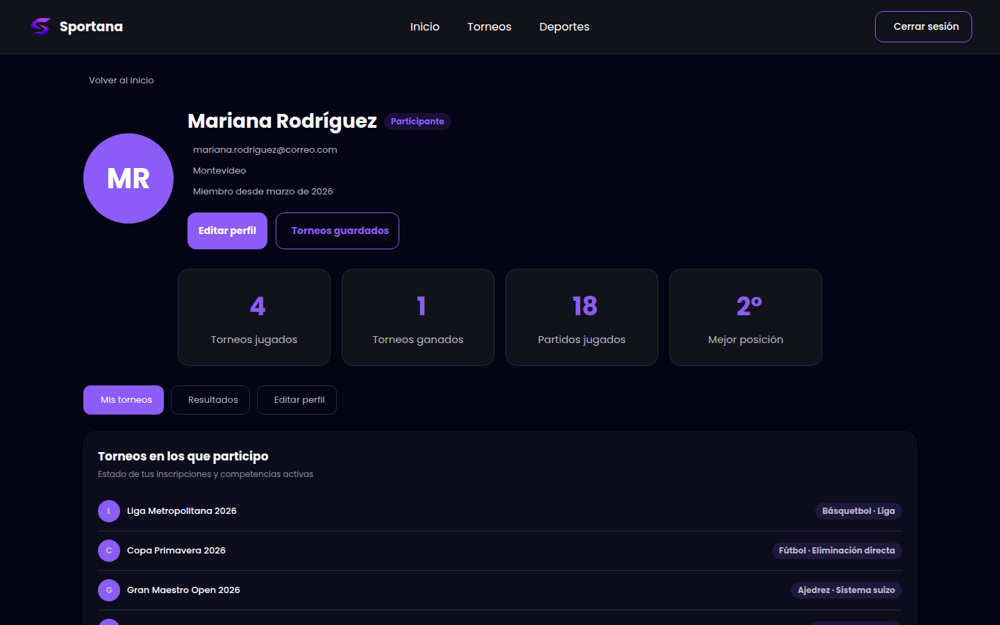 Sportana
Inicio
Torneos
Deportes
Cerrar sesión
Volver al inicio
Mariana Rodríguez
Participante
mariana.rodriguez@correo.com
Montevideo
Miembro desde marzo de 2026
MR
Editar perfil
Torneos guardados
4
Torneos jugados
1
Torneos ganados
18
Partidos jugados
2º
Mejor posición
Mis torneos
Resultados
Editar perfil
Torneos en los que participo
Estado de tus inscripciones y competencias activas
L
Liga Metropolitana 2026
Básquetbol · Liga
C
Copa Primavera 2026
Fútbol · Eliminación directa
G
Gran Maestro Open 2026
Ajedrez · Sistema suizo